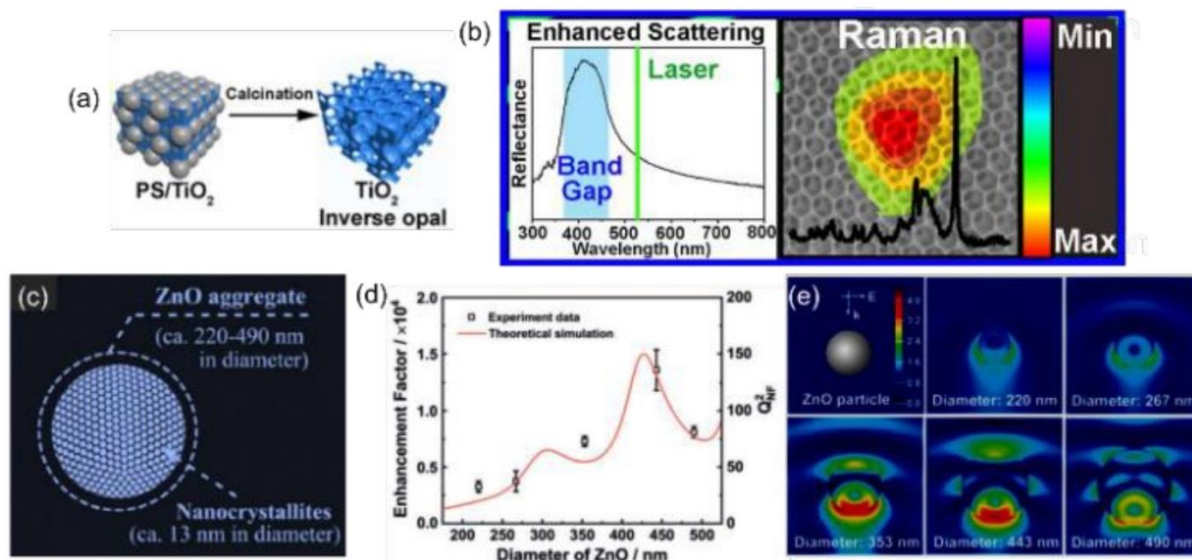 (a)
Calcination
PS/TiO2
TiO2
Inverse opal
(b)
Enhanced Scattering
Laser
Band
Gap
Reflectance
300 400 500 600 700 800
Wavelength (nm)
Raman
Min
Max
(c)
ZnO aggregate
(ca. 220-490 nm
in diameter)
Nanocrystallites
(ca. 13 nm in diameter)
(d)
Enhancement Factor / ×10⁴
2.0
1.5
1.0
0.5
0.0
Experiment data
Theoretical simulation
200
150
100
50
0
200 250 300 350 400 450 500
Diameter of ZnO / nm
(e)
E
k
ZnO particle
Diameter: 220 nm
Diameter: 267 nm
Diameter: 353 nm
Diameter: 443 nm
Diameter: 490 nm